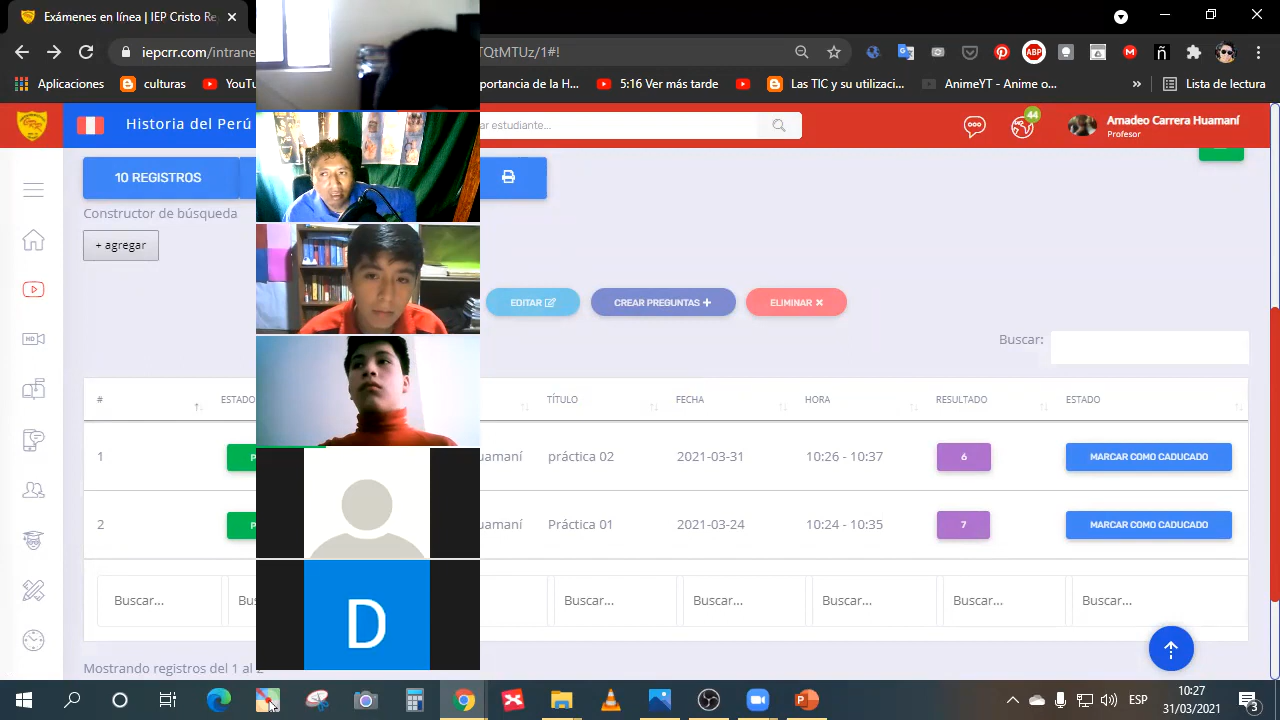 Exámenes en línea | IEP Cristo Re
iepcrr.com/intrane
TQtMTUz/1#!
Aplicaciones
culturas
YouTu
portancia de la H...
5:16 Ver más tarde
Las TIC y su utilizaci...
AnimeYT - Anime o...
Lista de lectura
ABP
ñ
Historia del Perú
ar estudiante...
44
Amadeo Carrera Huamaní
Profesor
10 REGISTROS
Constructor de búsqueda
+ agregar
EDITAR
CREAR PREGUNTAS +
ELIMINAR
Buscar:
# ESTADO TÍTULO FECHA HORA RESULTADO ESTADO
1 P uamaní práctica 02 2021-03-31 10:26 - 10:37 6 MARCAR COMO CADUCADO
2 P uamaní Práctica 01 2021-03-24 10:24 - 10:35 7 MARCAR COMO CADUCADO
Buscar... Bu Buscar... Buscar... Buscar... Buscar... Buscar...
D
Mostrando registros del 1 al 2
HD
ESP
10:27
31/03/2021
3